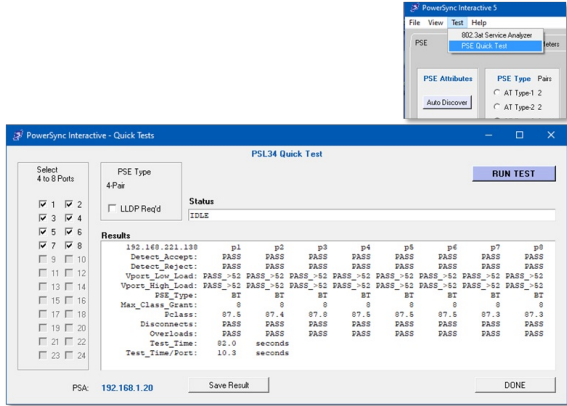 PowerSync Interactive 5
File View Test Help
802.3at Service Analyzer
PSE PSE Quick Test eters
PSE Attributes PSE Type Pairs
AT Type-1 2
Auto Discover AT Type-2 2
PowerSync Interactive - Quick Tests
PSL34 Quick Test
Select
4 to 8 Ports
PSE Type
4-Pair
LLDP Req'd
RUN TEST
Status
IDLE
1 2
3 4
5 6
7 8
9 10
11 12
13 14
15 16
17 18
19 20
21 22
23 24
Results
192.168.221.138 p1 p2 p3 p4 p5 p6 p7 p8
Detect_Accept: PASS PASS PASS PASS PASS PASS PASS PASS
Detect_Reject: PASS PASS PASS PASS PASS PASS PASS PASS
Vport_Low_Load: PASS_>52 PASS_>52 PASS_>52 PASS_>52 PASS_>52 PASS_>52 PASS_>52 PASS_>52
Vport_High_Load: PASS_>52 PASS_>52 PASS_>52 PASS_>52 PASS_>52 PASS_>52 PASS_>52 PASS_>52
PSE_Type: BT BT BT BT BT BT BT BT
Max_Class_Grant: 8 8 8 8 8 8 8 8
Pclass: 87.5 87.4 87.8 87.5 87.5 87.5 87.3 87.3
Disconnects: PASS PASS PASS PASS PASS PASS PASS PASS
Overloads: PASS PASS PASS PASS PASS PASS PASS PASS
Test_Time: 82.0 seconds
Test_Time/Port: 10.3 seconds
PSA: 192.168.1.20
Save Result
DONE